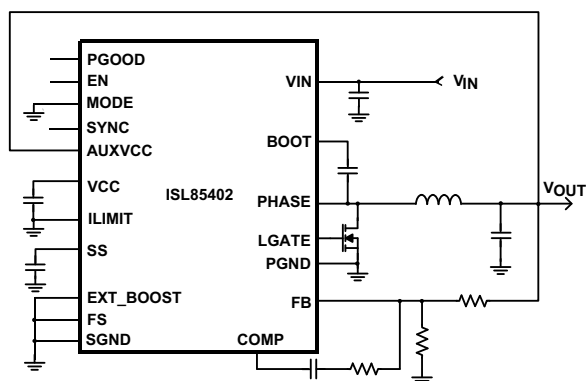 PGOOD
EN
MODE
SYNC
AUXVCC
VCC
ILIMIT
SS
EXT_BOOST
FS
SGND
ISL85402
VIN
BOOT
PHASE
LGATE
PGND
FB
COMP
VIN
VOUT